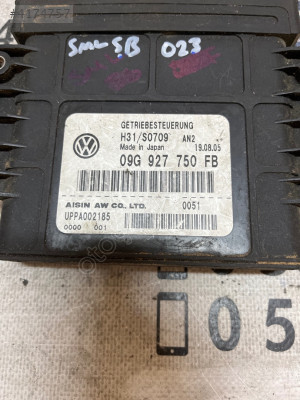 SML SB 023
GETRIEBESTEUERUNG
H31/S0709 AN2
Made in Japan 19.08.05
09G 927 750 FB
AISIN AW CO., LTD. 0051
UPPA002185
0000 001
05